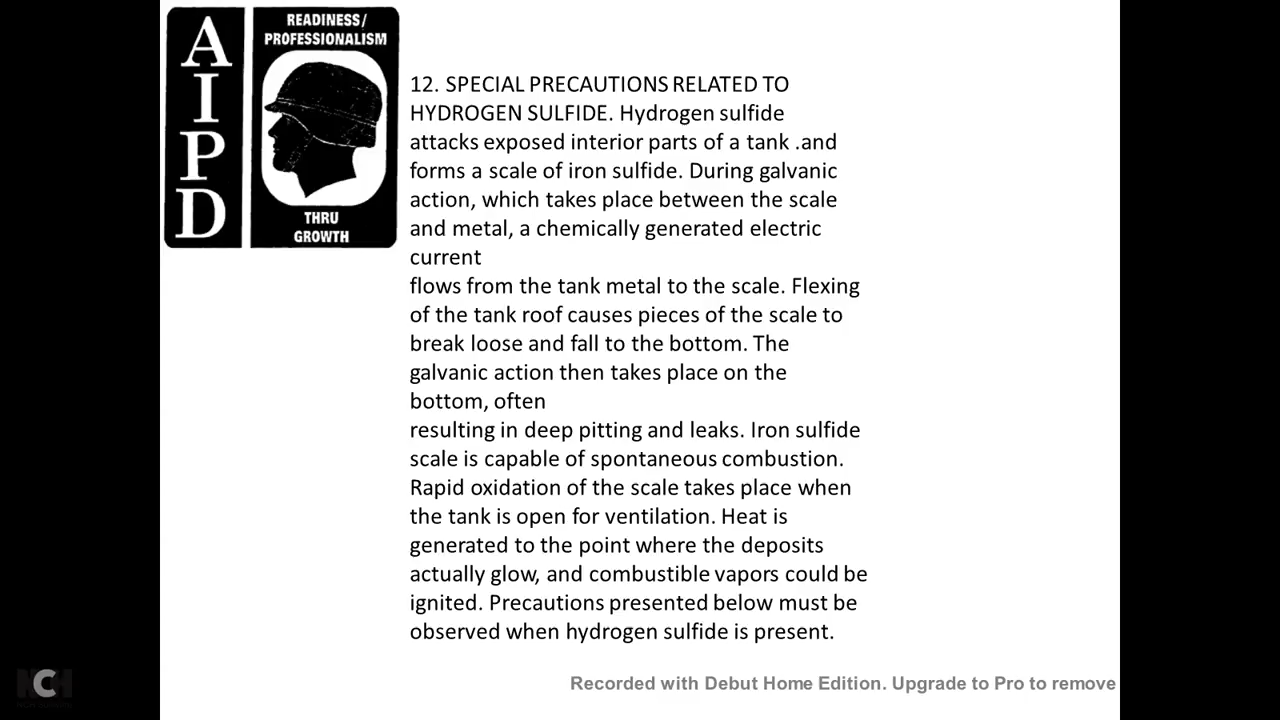 A
I
P
D
READINESS/
PROFESSIONALISM
THRU
GROWTH
12. SPECIAL PRECAUTIONS RELATED TO
HYDROGEN SULFIDE. Hydrogen sulfide
attacks exposed interior parts of a tank .and
forms a scale of iron sulfide. During galvanic
action, which takes place between the scale
and metal, a chemically generated electric
current
flows from the tank metal to the scale. Flexing
of the tank roof causes pieces of the scale to
break loose and fall to the bottom. The
galvanic action then takes place on the
bottom, often
resulting in deep pitting and leaks. Iron sulfide
scale is capable of spontaneous combustion.
Rapid oxidation of the scale takes place when
the tank is open for ventilation. Heat is
generated to the point where the deposits
actually glow, and combustible vapors could be
ignited. Precautions presented below must be
observed when hydrogen sulfide is present.
NCH
Recorded with Debut Home Edition. Upgrade to Pro to remove